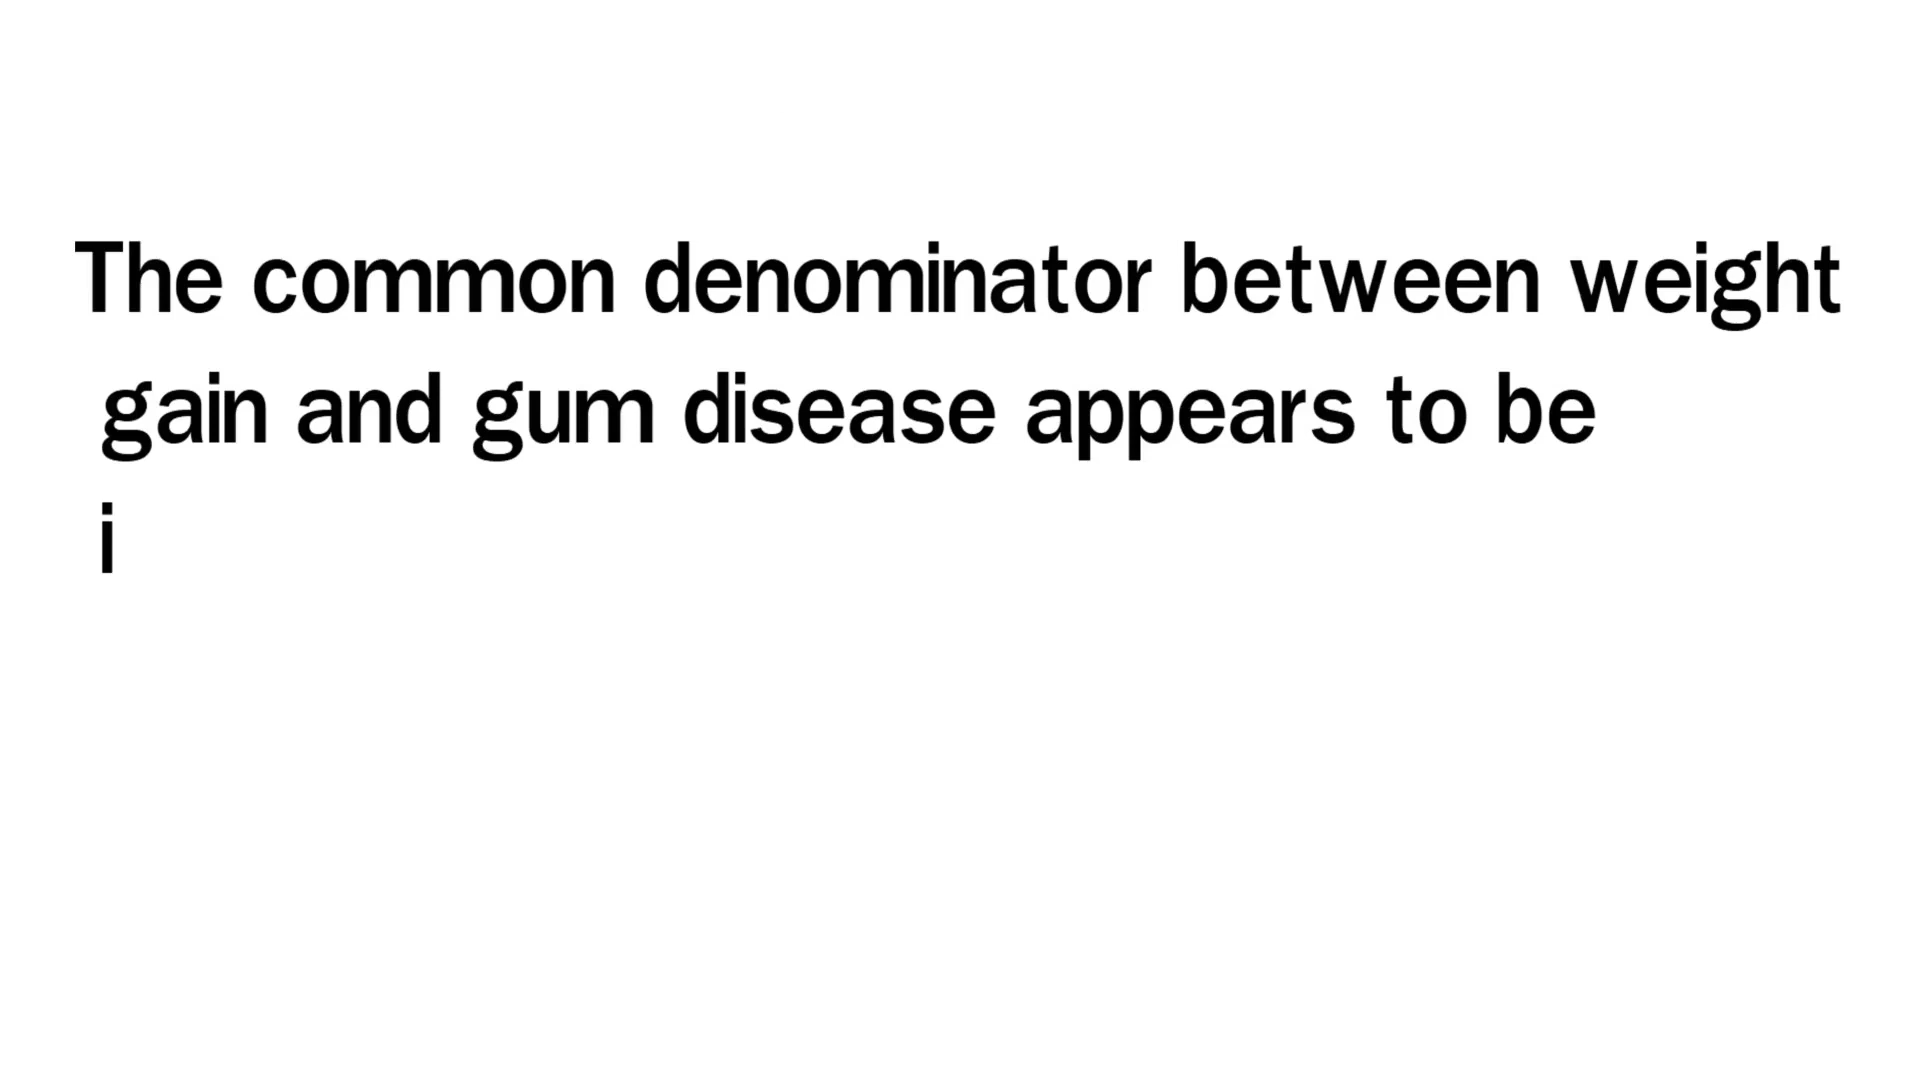 The common denominator between weight
gain and gum disease appears to be
i